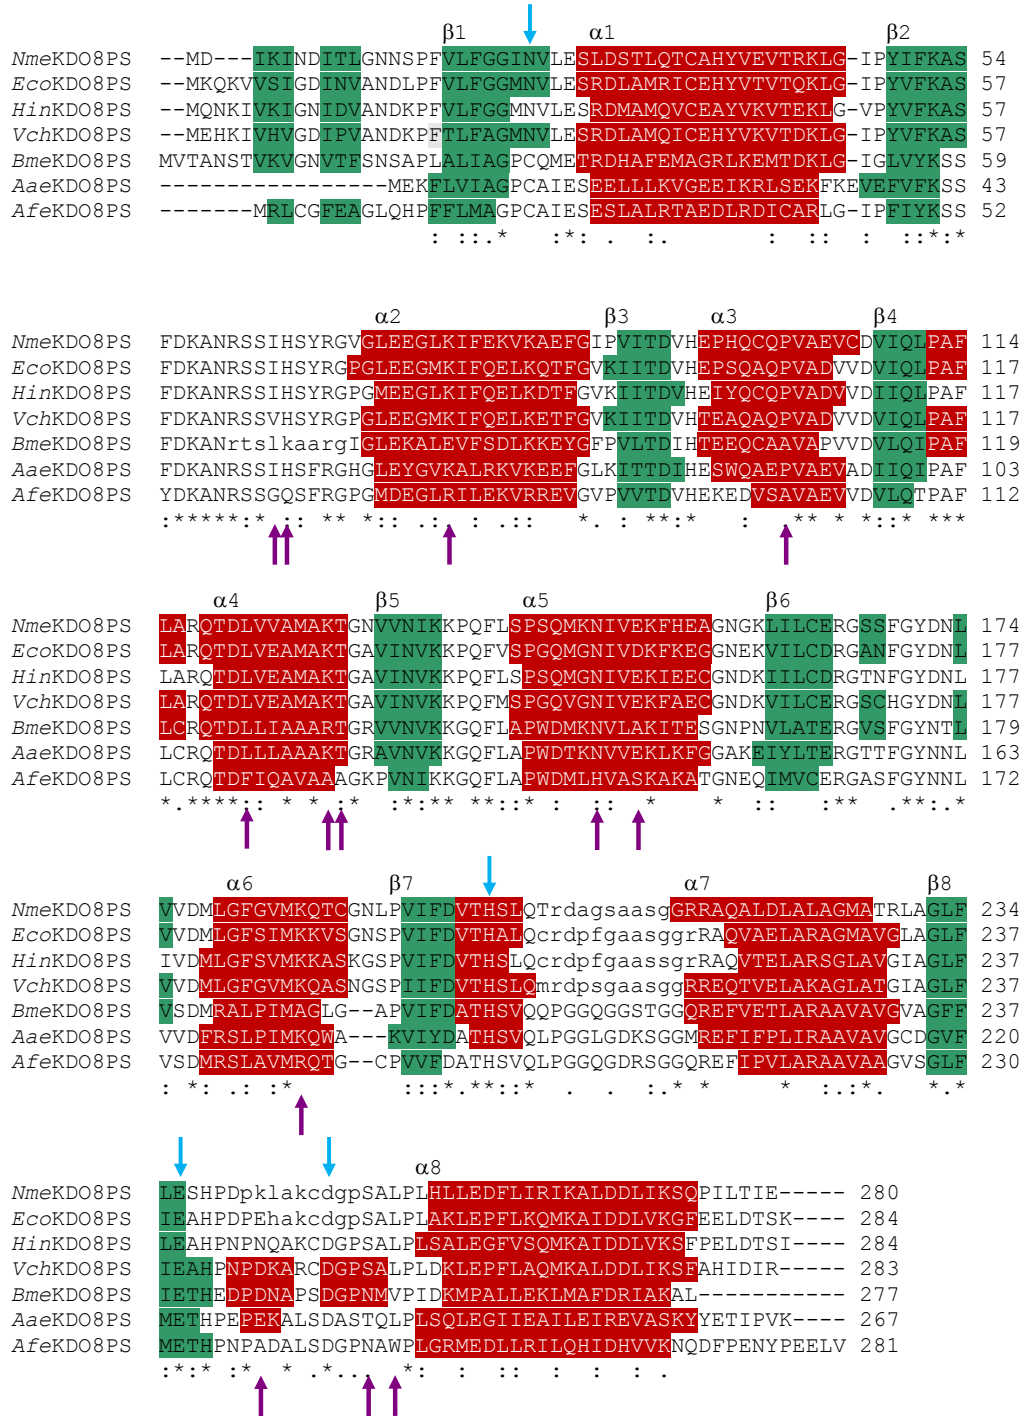 β1 α1 β2
NmeKDO8PS --MD---IKINDITLGNNSPFVLFGGINVLESLDSTLQTCAHYVEVTRKLG-IPYIFKAS 54
EcoKDO8PS --MKQKVVSIGDINVANDLPFVLFGGMNVLESRDLAMRICEHYVTVTQKLG-IPYVFKAS 57
HinKDO8PS --MQNKIVKIGNIDVANDKPFVLFGGMNVLESRDMAMQVCEAYVKVTEKLG-VPYVFKAS 57
VchKDO8PS --MEHKIVHVGDIPVANDKPFTLFAGMNVLESRDLAMQICEHYVKVTDKLG-IPYVFKAS 57
BmeKDO8PS MVTANSTVKVGNVTFSNSAPLALIAGPCQMETRDHAFEMAGRLKEMTDKLG-IGLVYKSS 59
AaeKDO8PS -----------------MEKFLVIAGPCAIESEELLLKVGEEIKRLSEKFKEVEFVFKSS 43
AfeKDO8PS -------MRLCGFEAGLQHPFFLMAGPCAIESESLALRTAEDLRDICARLG-IPFIYKSS 52
: ::.* :*: . :. : :: : ::*:*
α2 β3 α3 β4
NmeKDO8PS FDKANRSSIHSYRGVGLEEGLKIFEKVKAEFGIPVITDVHEPHQCQPVAEVCDVIQLPAF 114
EcoKDO8PS FDKANRSSIHSYRGPGLEEGMKIFQELKQTFGVKIITDVHEPSQAQPVADVVDVIQLPAF 117
HinKDO8PS FDKANRSSIHSYRGPGMEEGLKIFQELKDTFGVKIITDVHEIYQCQPVADVVDIIQLPAF 117
VchKDO8PS FDKANRSSVHSYRGPGLEEGMKIFQELKETFGVKIITDVHTEAQAQPVADVVDVIQLPAF 117
BmeKDO8PS FDKANrtslkaargIGLEKALEVFSDLKKEYGFPVLTDIHTEEQCAAVAPVVDVLQIPAF 119
AaeKDO8PS FDKANRSSIHSFRGHGLEYGVKALRKVKEEFGLKITTDIHESWQAEPVAEVADIIQIPAF 103
AfeKDO8PS YDKANRSSGQSFRGPGMDEGLRILEKVRREVGVPVVTDVHEKEDVSAVAEVVDVLQTPAF 112
α4 β5 α5 β6
NmeKDO8PS LARQTDLVVAMAKTGNVVNIKKPQFLSPSQMKNIVEKFHEAGNGKLILCERGSSFGYDNL 174
EcoKDO8PS LARQTDLVEAMAKTGAVINVKKPQFVSPGQMGNIVDKFKEGGNEKVILCDRGANFGYDNL 177
HinKDO8PS LARQTDLVEAMAKTGAVINVKKPQFLSPSQMGNIVEKIEECGNDKIILCDRGTNFGYDNL 177
VchKDO8PS LARQTDLVEAMAKTGAVINVKKPQFMSPGQVGNIVEKFAECGNDKVILCERGSCHGYDNL 177
BmeKDO8PS LCRQTDLLIAAARTGRVVNVKKGQFLAPWDMKNVLAKITESGNPNVLATERGVSFGYNTL 179
AaeKDO8PS LCRQTDLLLAAAKTGRAVNVKKGQFLAPWDTKNVVEKLKFGGAKEIYLTERGTTFGYNNL 163
AfeKDO8PS LCRQTDFIQAVAAAGKPVNIKKGQFLAPWDMLHVASKAKATGNEQIMVCERGASFGYNNL 172
α6 β7 α7 β8
NmeKDO8PS VVDMLGFGVMKQTCGNLPVIFDVTHSLQTrdagsaasgGRRAQALDLALAGMATRLAGLF 234
EcoKDO8PS VVDMLGFSIMKKVSGNSPVIFDVTHALQcrdpfgaasggrRAQVAELARAGMAVGLAGLF 237
HinKDO8PS IVDMLGFSVMKKASKGSPVIFDVTHSLQcrdpfgaassgrRAQVTELARSGLAVGIAGLF 237
VchKDO8PS VVDMLGFGVMKQASNGSPIIFDVTHSLQmrdpsgaasggRREQTVELAKAGLATGIAGLF 237
BmeKDO8PS VSDMRALPIMAGLG-APVIFDATHSVQQPGGQGGSTGGQREFVETLARAAVAVGVAGFF 237
AaeKDO8PS VVDFRSLPIMKQWA---KVIYDATHSVQLPGGLGDKSGGMREFIFPLIRAAVAVGCDGVF 220
AfeKDO8PS VSDMRSLAVMRQTG--CPVVFDATHSVQLPGGQGDRSGGQREFIPVLARAAVAAGVSGLF 230
α8
NmeKDO8PS LESHPDpklakcdgpSALPLHLLEDFLIRIKALDDLIKSQPILTIE----- 280
EcoKDO8PS IEAHPDPEhakcdgpSALPLAKLEPFLKQMKAIDDLVKGFEELDTSK---- 284
HinKDO8PS LEAHPNPNQAKCDGPSALPLSALEGFVSQMKAIDDLVKSFPELDTSI---- 284
VchKDO8PS IEAHPNPDKARCDGPSALPLDKLEPFLAQMKALDDLIKSFAHIDIR----- 283
BmeKDO8PS IETHEDPDNAPSDGPNMVPIDKMPALLEKLMAFDRIAKAL----------- 277
AaeKDO8PS METHPEPEKALSDASTQLPLSQLEGIIEAILEIREVASKYYETIPVK---- 267
AfeKDO8PS METHPNPADALSDGPNAWPLGRMEDLLRILQHIDHVVKNQDFPENYPEELV 281